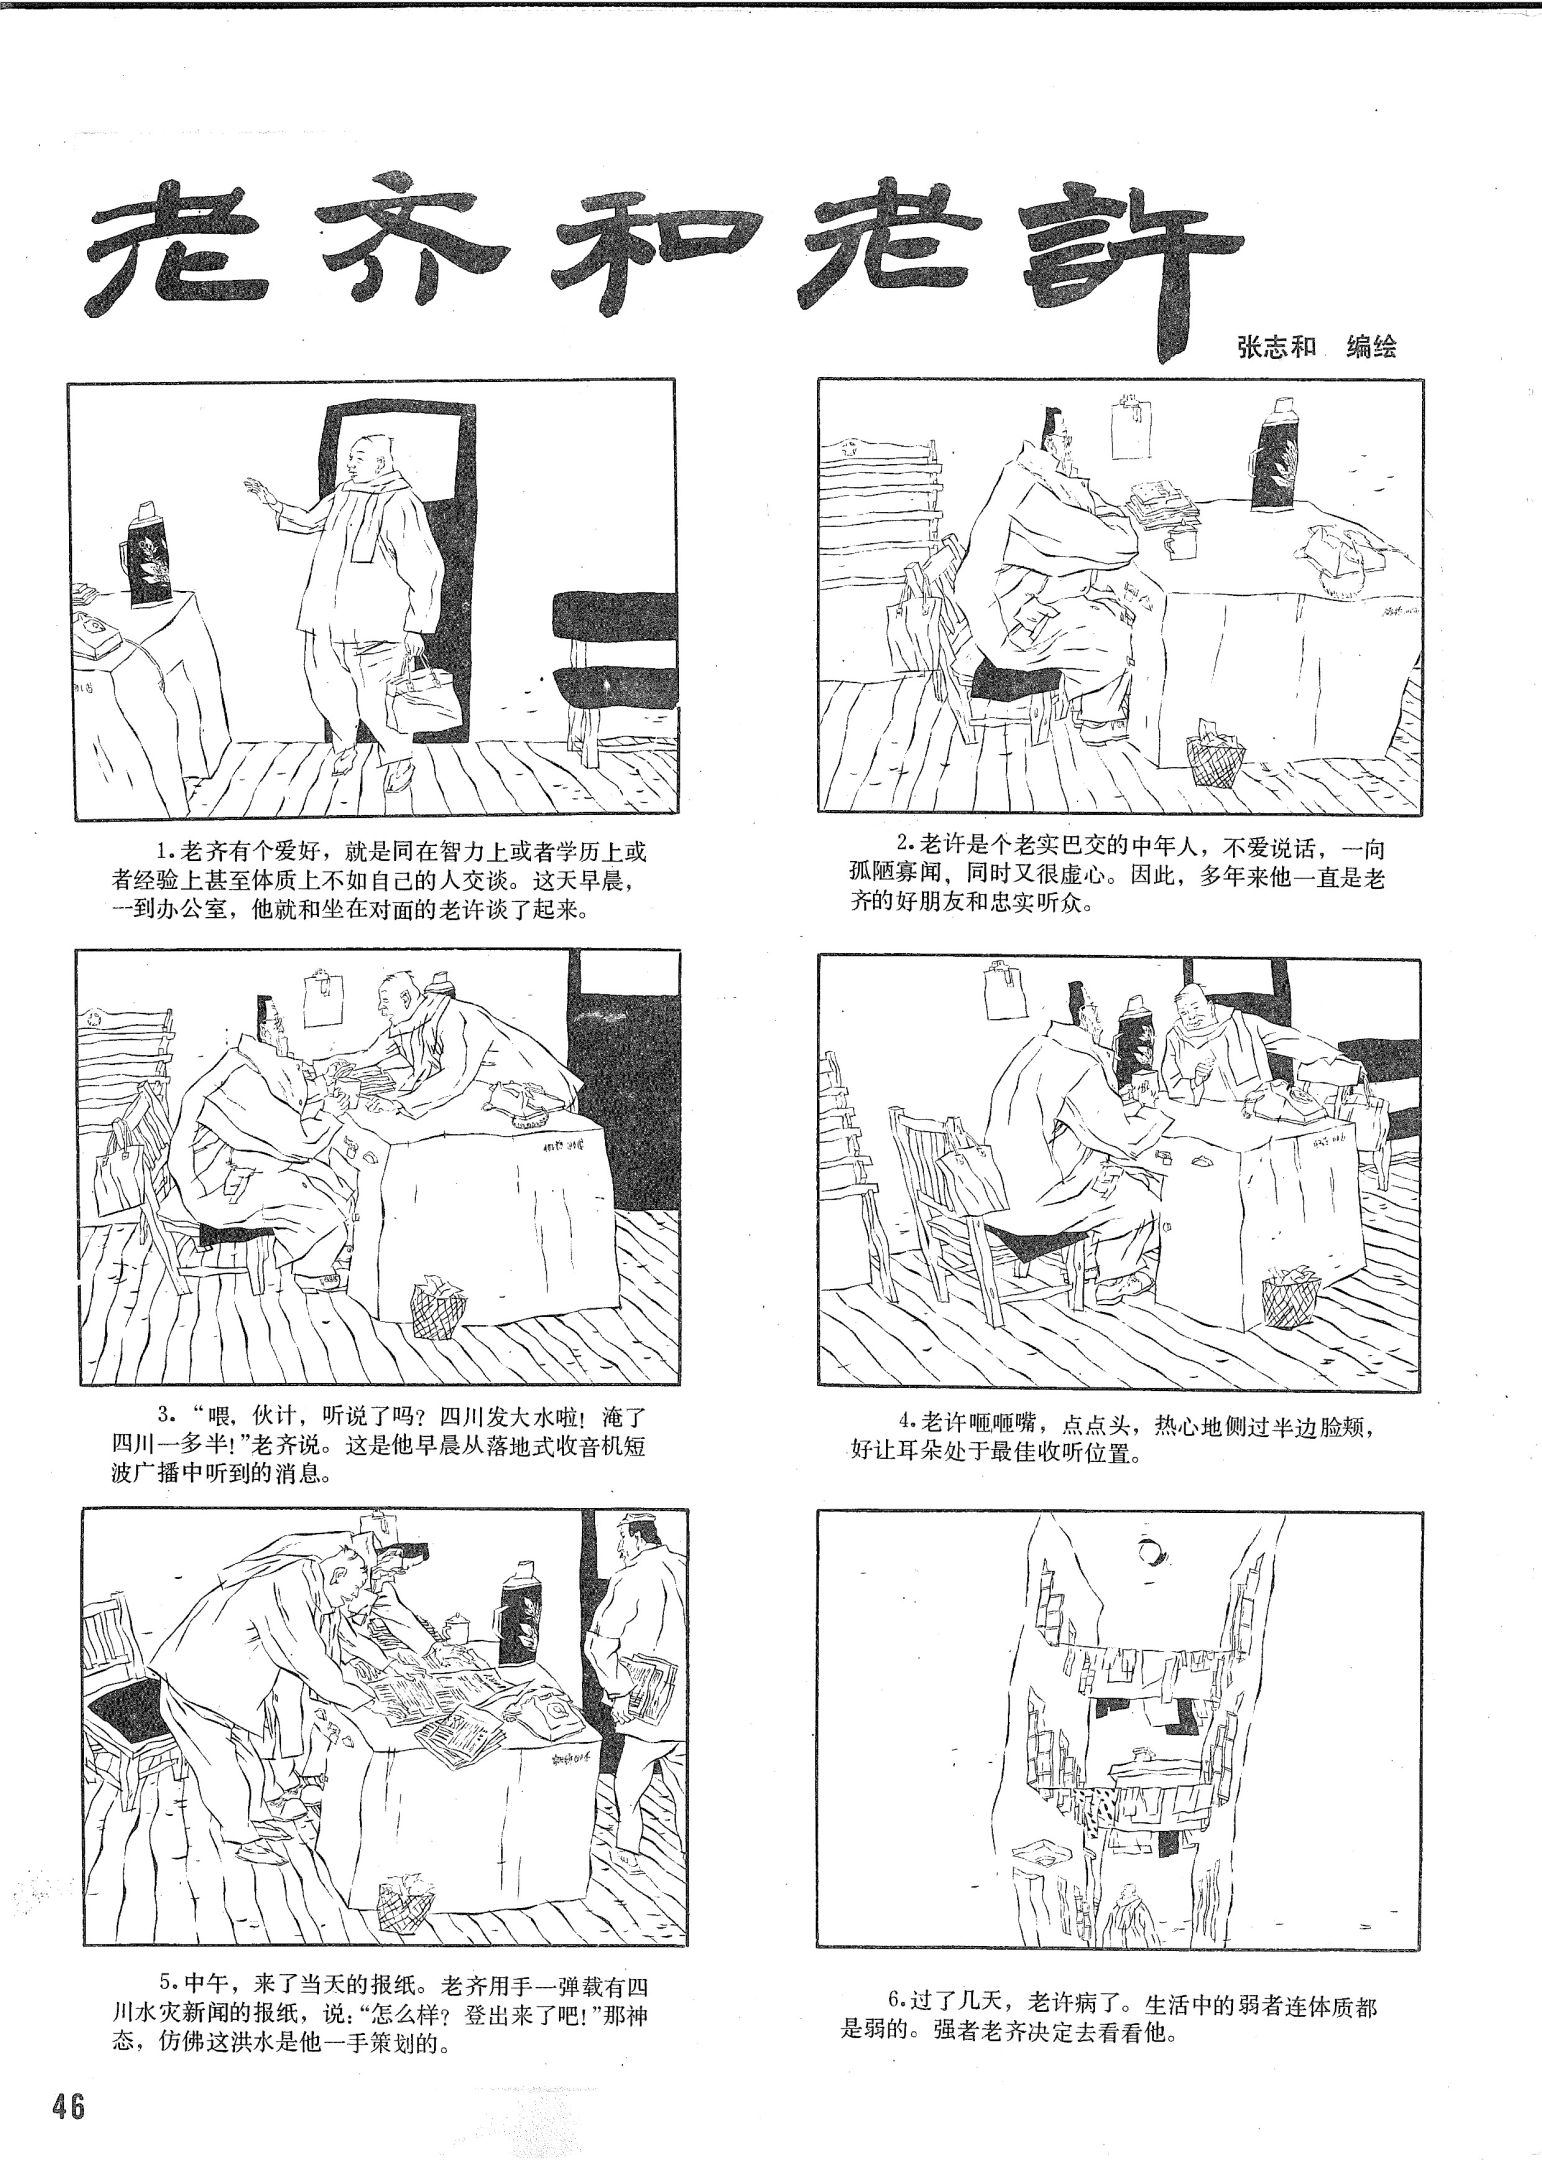 老齐和老許
张志和 编绘
1.老齐有个爱好，就是同在智力上或者学历上或
者经验上甚至体质上不如自己的人交谈。这天早晨，
一到办公室，他就和坐在对面的老许谈了起来。
2.老许是个老实巴交的中年人，不爱说话，一向
孤陋寡闻，同时又很虚心。因此，多年来他一直是老
齐的好朋友和忠实听众。
3.“喂，伙计，听说了吗？四川发大水啦！淹了
四川一多半！”老齐说。这是他早晨从落地式收音机短
波广播中听到的消息。
4.老许咂咂嘴，点点头，热心地侧过半边脸颊，
好让耳朵处于最佳收听位置。
5.中午，来了当天的报纸。老齐用手一弹载有四
川水灾新闻的报纸，说：“怎么样？登出来了吧！”那神
态，仿佛这洪水是他一手策划的。
6.过了几天，老许病了。生活中的弱者连体质都
是弱的。强者老齐决定去看看他。
46